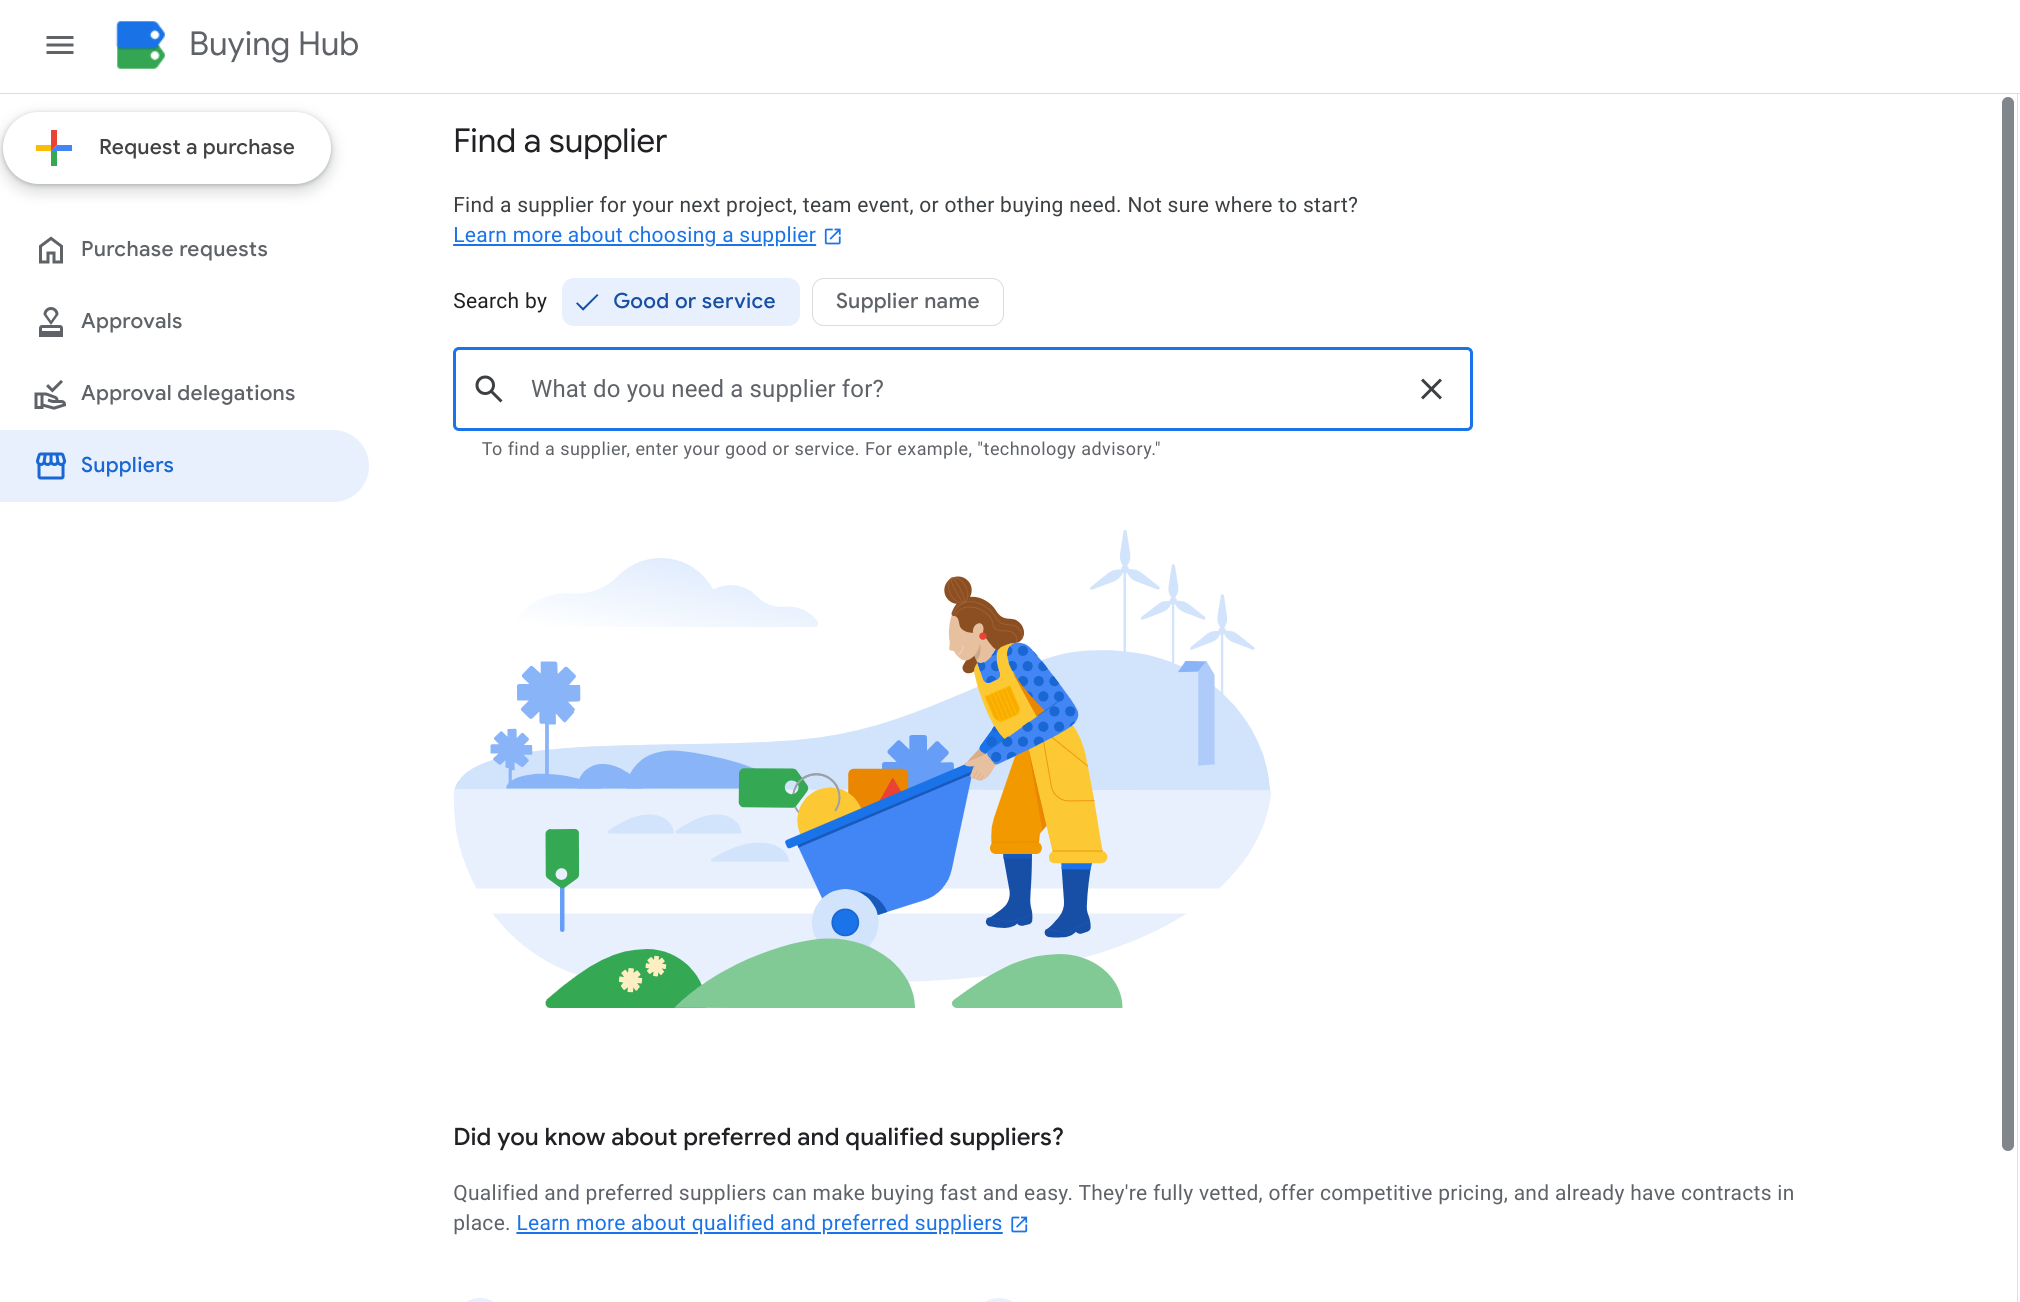 Buying Hub
Request a purchase
Purchase requests
Approvals
Approval delegations
Suppliers
Find a supplier
Find a supplier for your next project, team event, or other buying need. Not sure where to start?
Learn more about choosing a supplier
Search by
Good or service
Supplier name
What do you need a supplier for?
To find a supplier, enter your good or service. For example, "technology advisory."
Did you know about preferred and qualified suppliers?
Qualified and preferred suppliers can make buying fast and easy. They're fully vetted, offer competitive pricing, and already have contracts in
place. Learn more about qualified and preferred suppliers